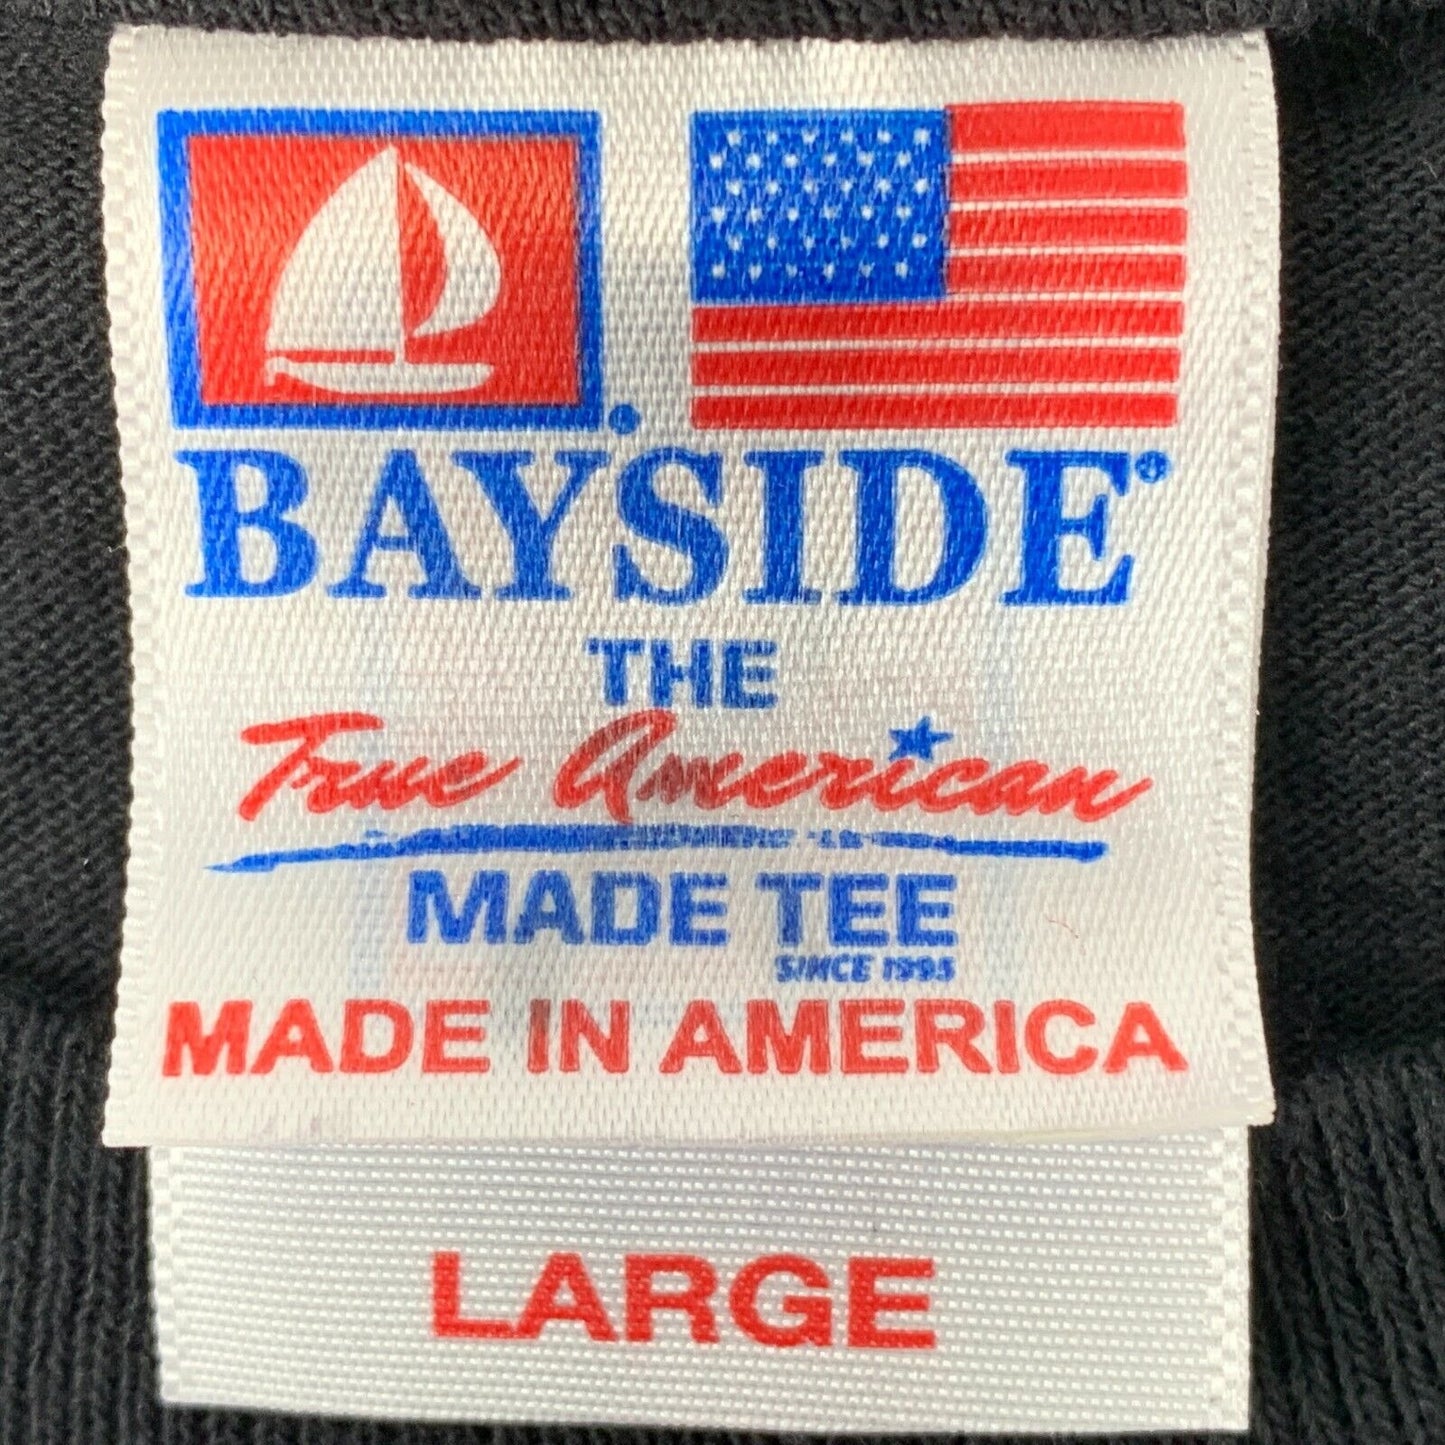 BAYSIDE®
THE
True American
MADE TEE
SINCE 1995
MADE IN AMERICA
LARGE